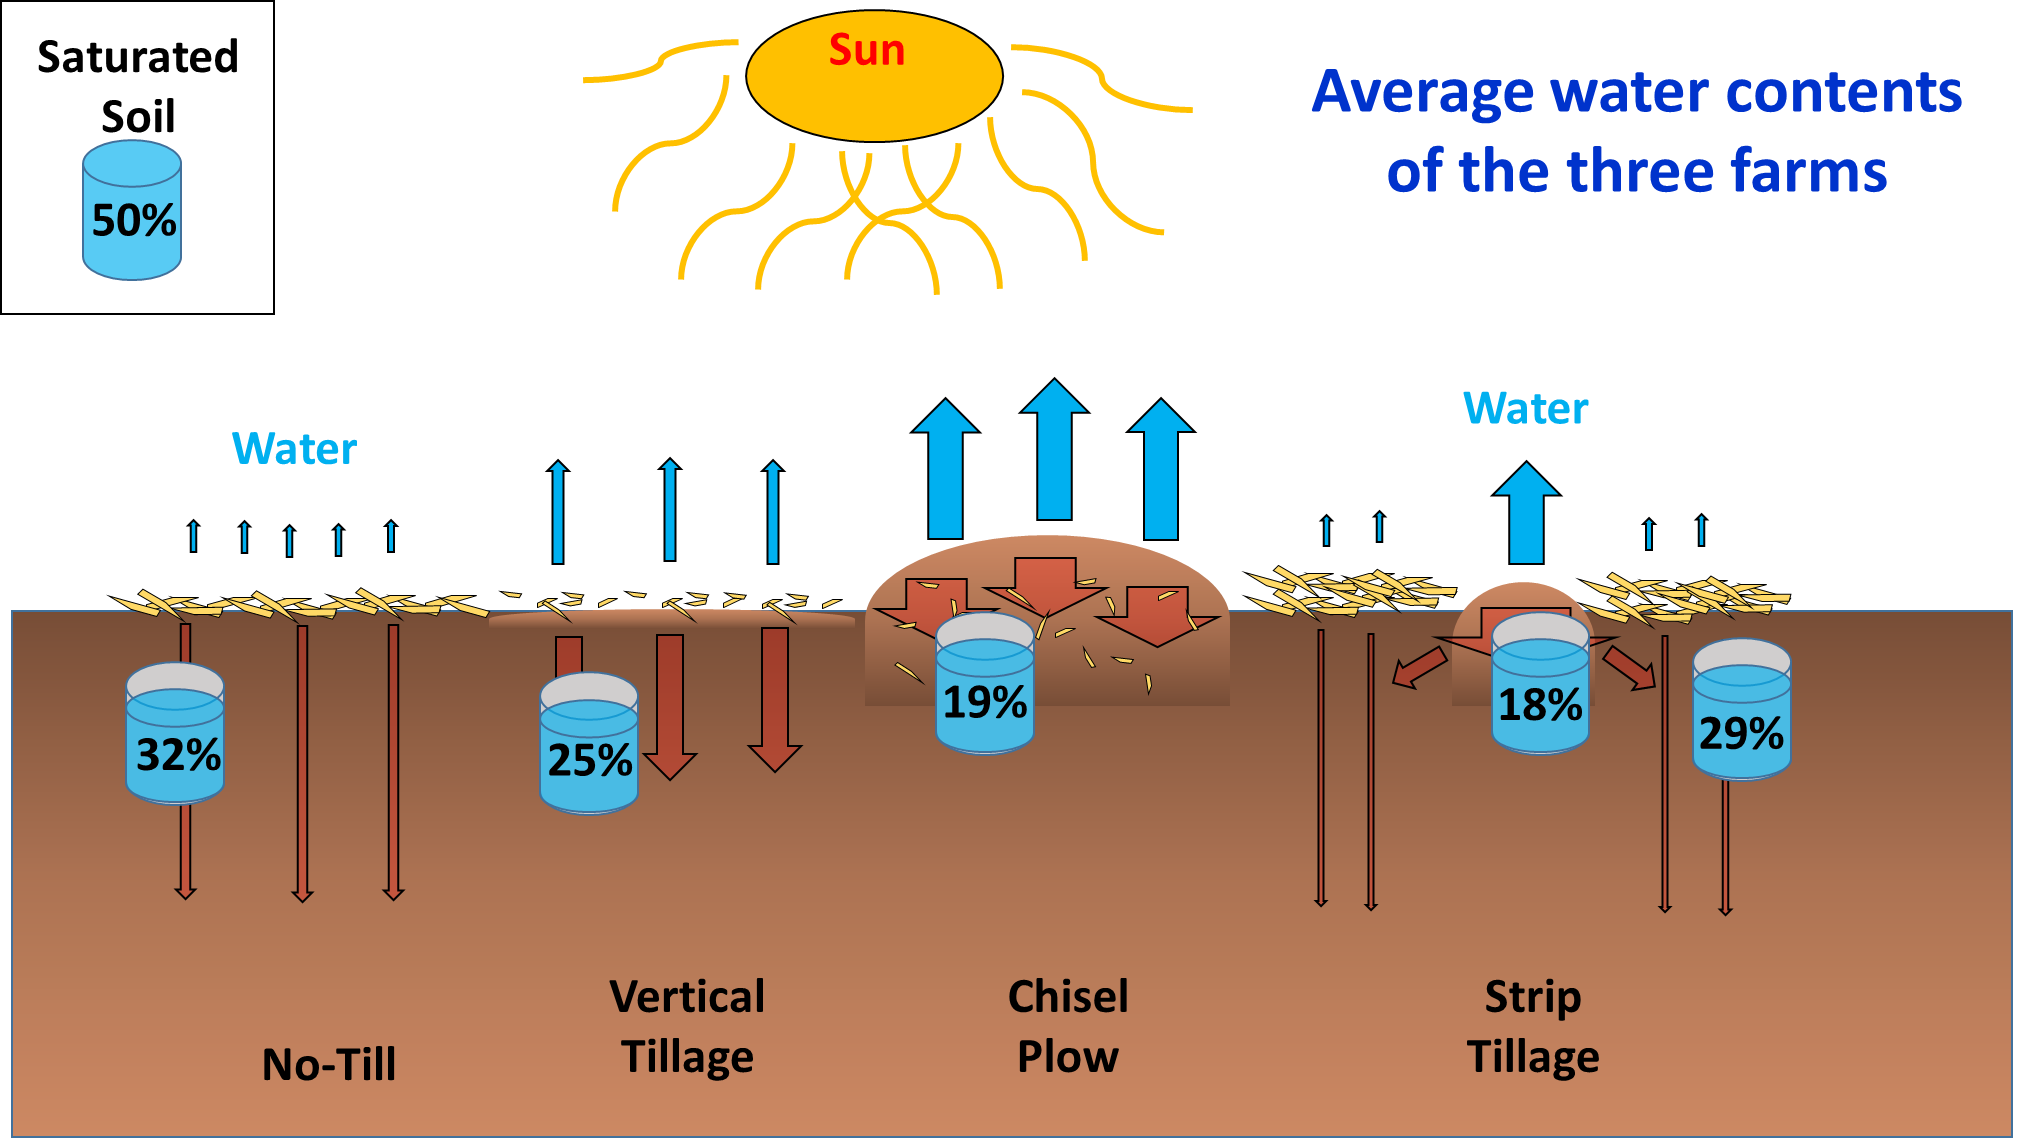 Saturated
Soil
50%
Sun
Average water contents
of the three farms
Water
Water
32%
25%
19%
18%
29%
No-Till
Vertical
Tillage
Chisel
Plow
Strip
Tillage